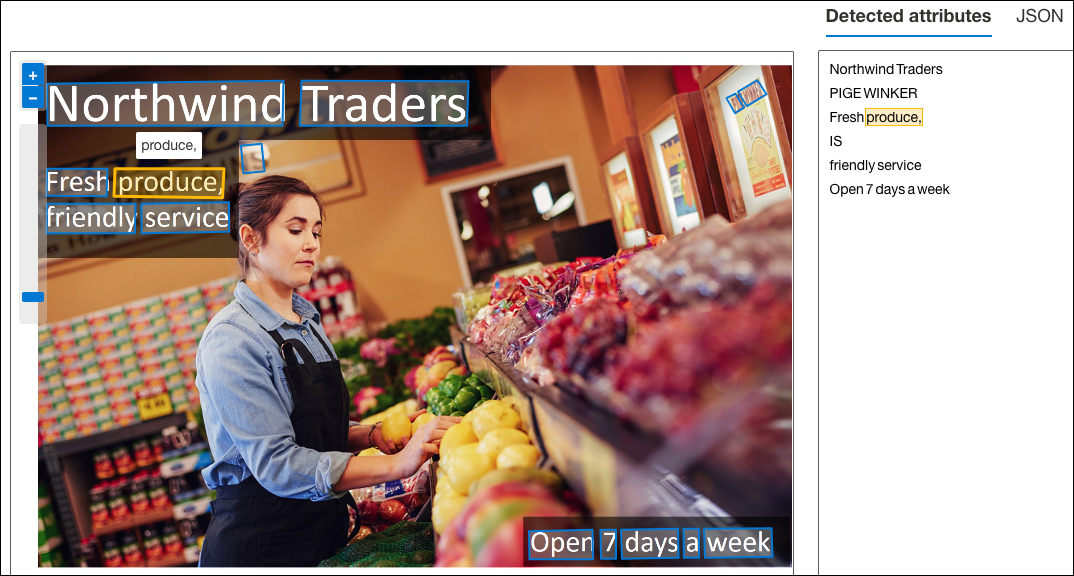 Detected attributes JSON
+
-
Northwind Traders
produce,
Fresh produce,
friendly service
Open 7 days a week
Northwind Traders
PIGE WINKER
Fresh produce,
IS
friendly service
Open 7 days a week